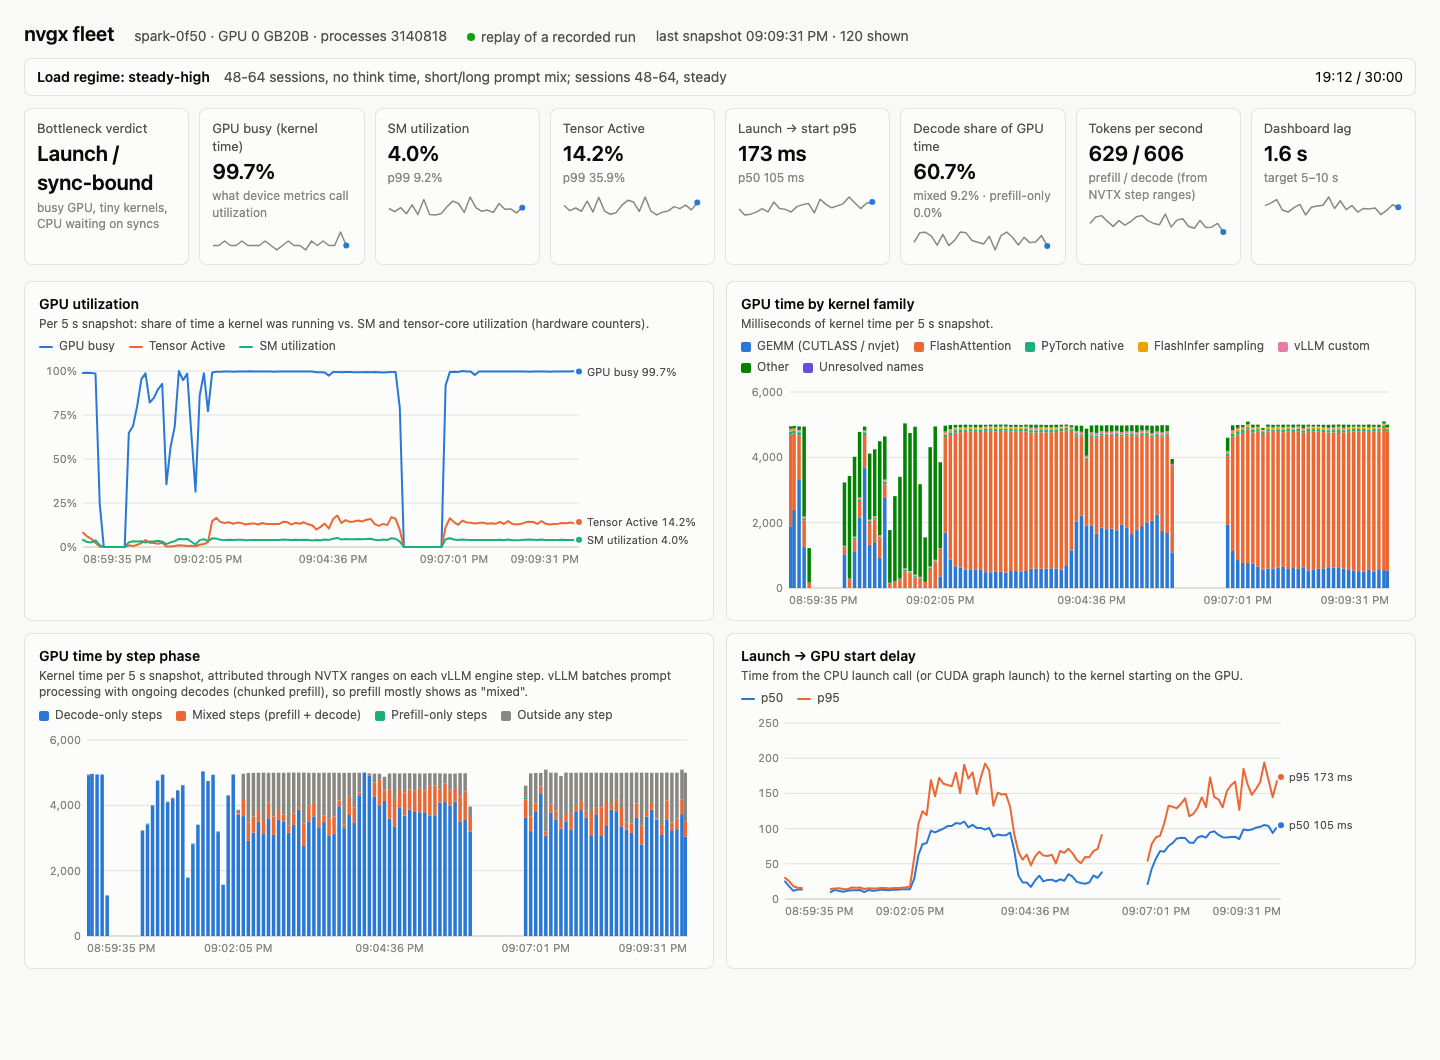 nvgx fleet
spark-0f50 · GPU 0 GB20B · processes 3140818
replay of a recorded run
last snapshot 09:09:31 PM · 120 shown
Load regime: steady-high
48-64 sessions, no think time, short/long prompt mix; sessions 48-64, steady
19:12 / 30:00
Bottleneck verdict
Launch /
sync-bound
busy GPU, tiny kernels,
CPU waiting on syncs
GPU busy (kernel
time)
99.7%
what device metrics call
utilization
SM utilization
4.0%
p99 9.2%
Tensor Active
14.2%
p99 35.9%
Launch → start p95
173 ms
p50 105 ms
Decode share of GPU
time
60.7%
mixed 9.2% · prefill-only
0.0%
Tokens per second
629 / 606
prefill / decode (from
NVTX step ranges)
Dashboard lag
1.6 s
target 5–10 s
GPU utilization
Per 5 s snapshot: share of time a kernel was running vs. SM and tensor-core utilization (hardware counters).
GPU busy
Tensor Active
SM utilization
100%
75%
50%
25%
0%
GPU busy 99.7%
Tensor Active 14.2%
SM utilization 4.0%
08:59:35 PM
09:02:05 PM
09:04:36 PM
09:07:01 PM
09:09:31 PM
GPU time by kernel family
Milliseconds of kernel time per 5 s snapshot.
GEMM (CUTLASS / nvjet)
FlashAttention
PyTorch native
FlashInfer sampling
vLLM custom
Other
Unresolved names
6,000
4,000
2,000
0
08:59:35 PM
09:02:05 PM
09:04:36 PM
09:07:01 PM
09:09:31 PM
GPU time by step phase
Kernel time per 5 s snapshot, attributed through NVTX ranges on each vLLM engine step. vLLM batches prompt
processing with ongoing decodes (chunked prefill), so prefill mostly shows as "mixed".
Decode-only steps
Mixed steps (prefill + decode)
Prefill-only steps
Outside any step
6,000
4,000
2,000
0
08:59:35 PM
09:02:05 PM
09:04:36 PM
09:07:01 PM
09:09:31 PM
Launch → GPU start delay
Time from the CPU launch call (or CUDA graph launch) to the kernel starting on the GPU.
p50
p95
250
200
150
100
50
0
p95 173 ms
p50 105 ms
08:59:35 PM
09:02:05 PM
09:04:36 PM
09:07:01 PM
09:09:31 PM